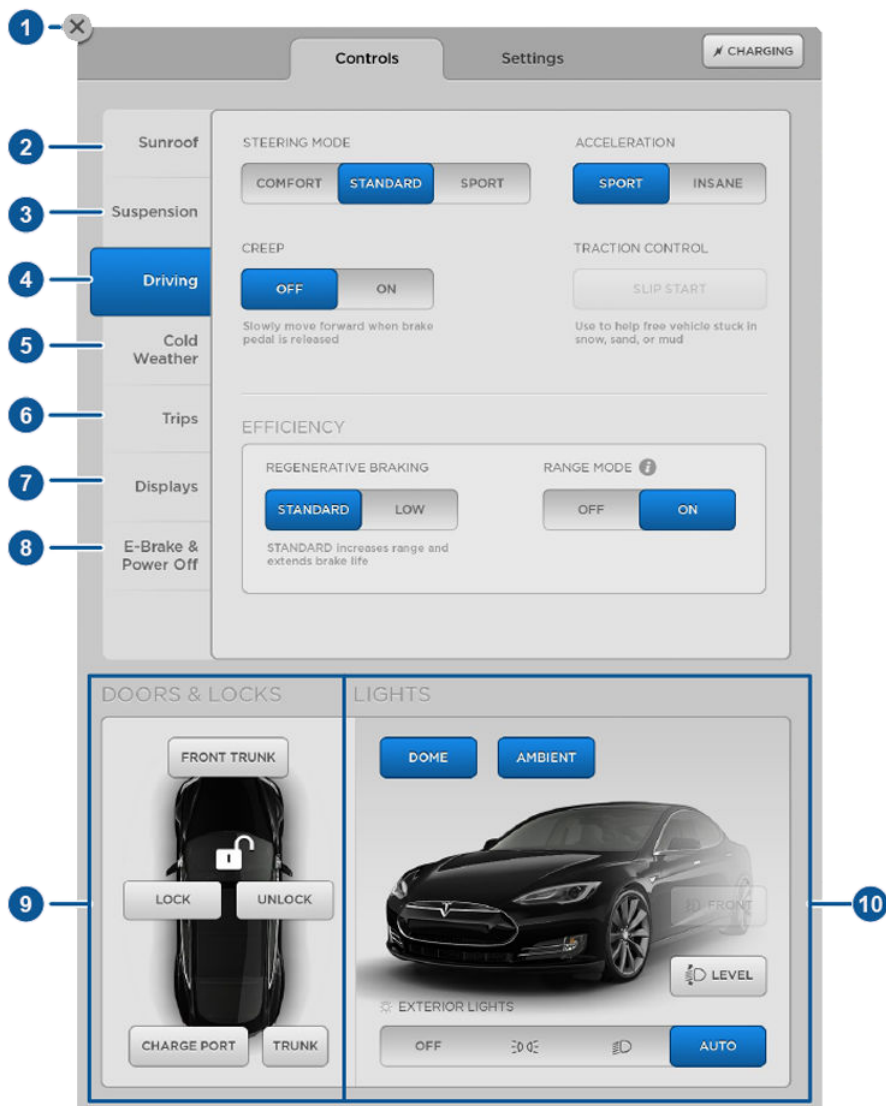 1
Controls
Settings
CHARGING
2
Sunroof
3
Suspension
4
Driving
5
Cold
Weather
6
Trips
7
Displays
8
E-Brake &
Power Off
STEERING MODE
COMFORT
STANDARD
SPORT
ACCELERATION
SPORT
INSANE
CREEP
OFF
ON
Slowly move forward when brake
pedal is released
TRACTION CONTROL
SLIP START
Use to help free vehicle stuck in
snow, sand, or mud
EFFICIENCY
REGENERATIVE BRAKING
STANDARD
LOW
STANDARD increases range and
extends brake life
RANGE MODE i
OFF
ON
9
DOORS & LOCKS
FRONT TRUNK
LOCK
UNLOCK
CHARGE PORT
TRUNK
10
LIGHTS
DOME
AMBIENT
FRONT
LEVEL
EXTERIOR LIGHTS
OFF
AUTO